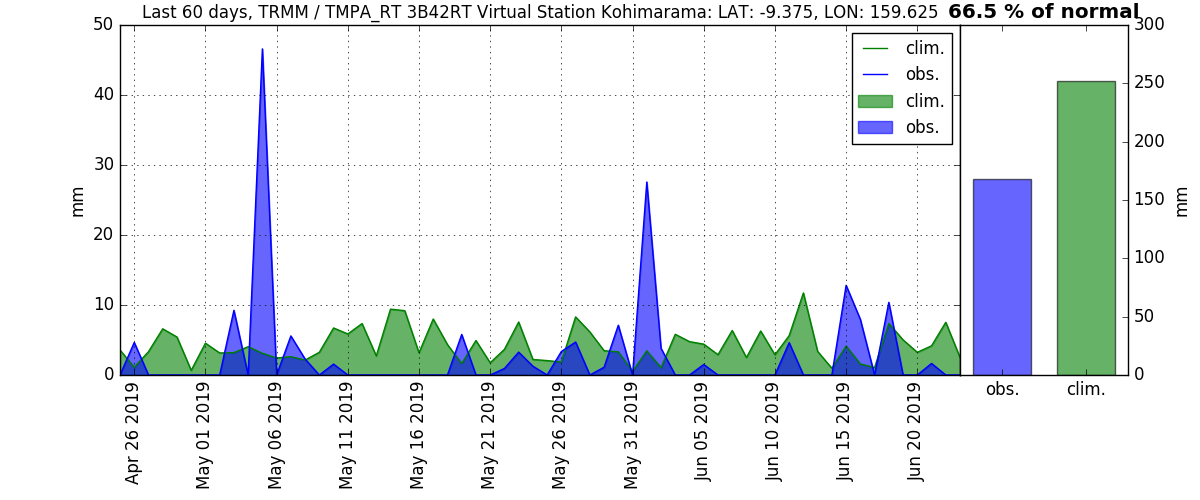 Last 60 days, TRMM / TMPA_RT 3B42RT Virtual Station Kohimarama: LAT: -9.375, LON: 159.625 66.5 % of normal
50
40
30
20
10
0
mm
clim.
obs.
clim.
obs.
300
250
200
150
100
50
0
mm
obs. clim.
Apr 26 2019
May 01 2019
May 06 2019
May 11 2019
May 16 2019
May 21 2019
May 26 2019
May 31 2019
Jun 05 2019
Jun 10 2019
Jun 15 2019
Jun 20 2019